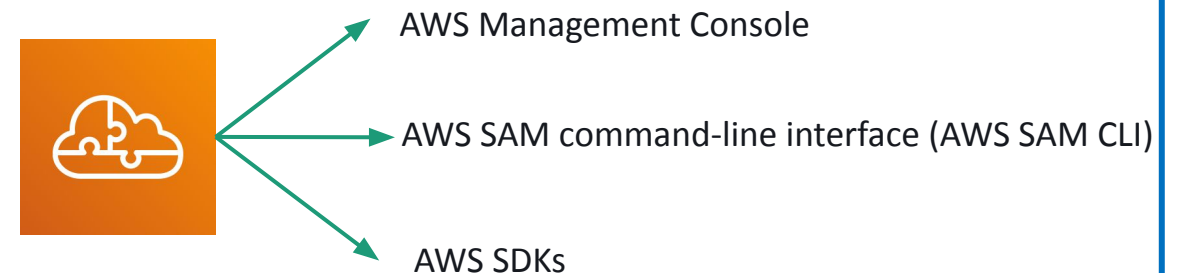 AWS Management Console
AWS SAM command-line interface (AWS SAM CLI)
AWS SDKs